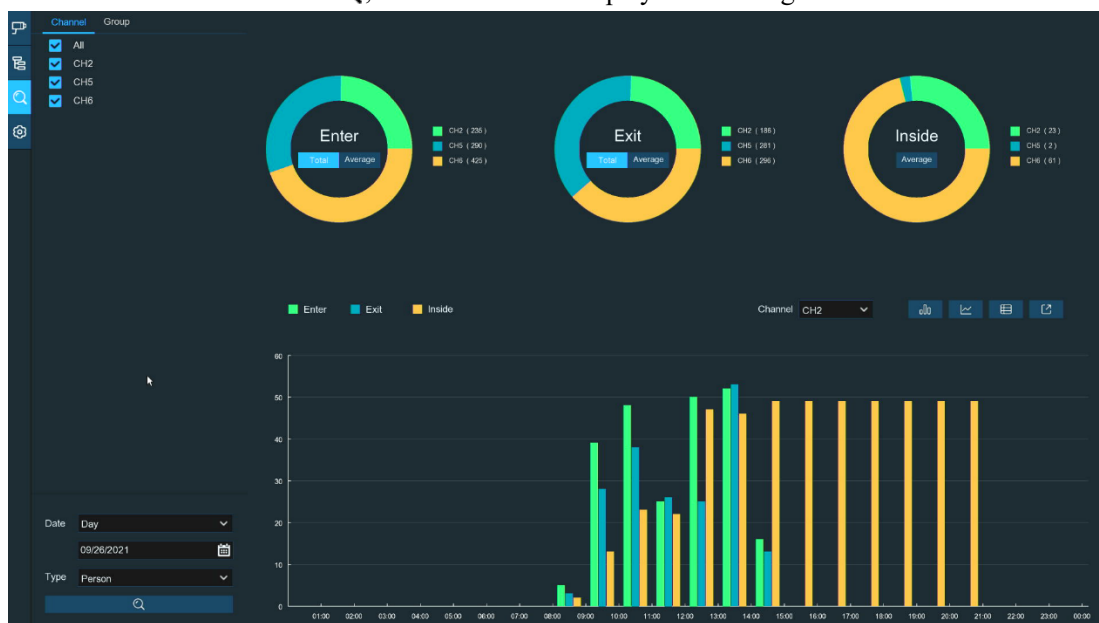 Channel Group
All
CH2
CH5
CH6
Enter
Total Average
CH2 ( 235 )
CH5 ( 290 )
CH6 ( 425 )
Exit
Total Average
CH2 ( 186 )
CH5 ( 281 )
CH6 ( 296 )
Inside
Average
CH2 ( 23 )
CH5 ( 2 )
CH6 ( 61 )
Enter Exit Inside
Channel CH2
60
50
40
30
20
10
0
01:00 02:00 03:00 04:00 05:00 06:00 07:00 08:00 09:00 10:00 11:00 12:00 13:00 14:00 15:00 16:00 17:00 18:00 19:00 20:00 21:00 22:00 23:00 00:00
Date Day
09/26/2021
Type Person